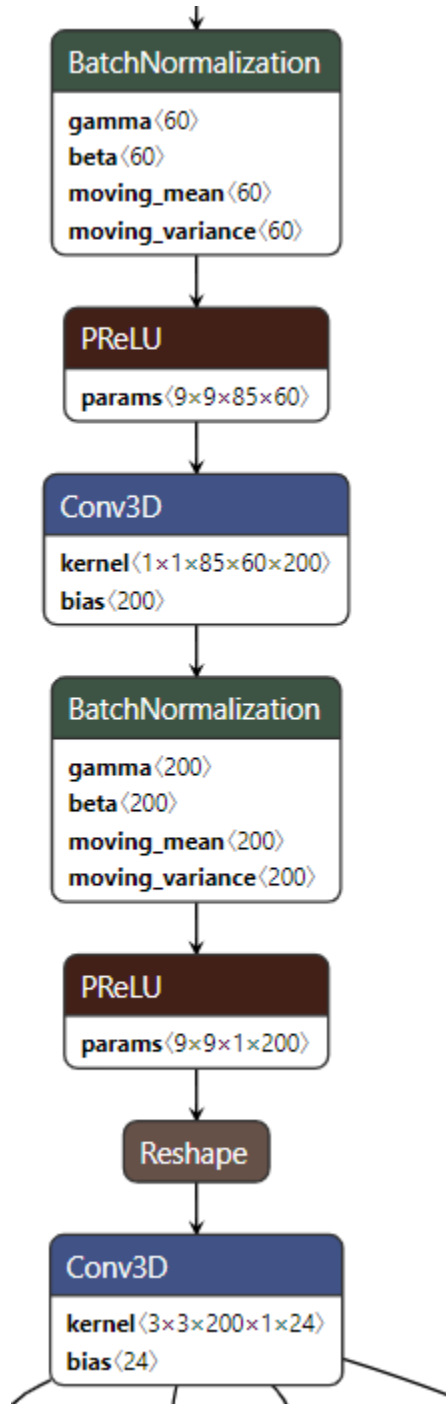 BatchNormalization
gamma⟨60⟩
beta⟨60⟩
moving_mean⟨60⟩
moving_variance⟨60⟩
PReLU
params⟨9×9×85×60⟩
Conv3D
kernel⟨1×1×85×60×200⟩
bias⟨200⟩
BatchNormalization
gamma⟨200⟩
beta⟨200⟩
moving_mean⟨200⟩
moving_variance⟨200⟩
PReLU
params⟨9×9×1×200⟩
Reshape
Conv3D
kernel⟨3×3×200×1×24⟩
bias⟨24⟩